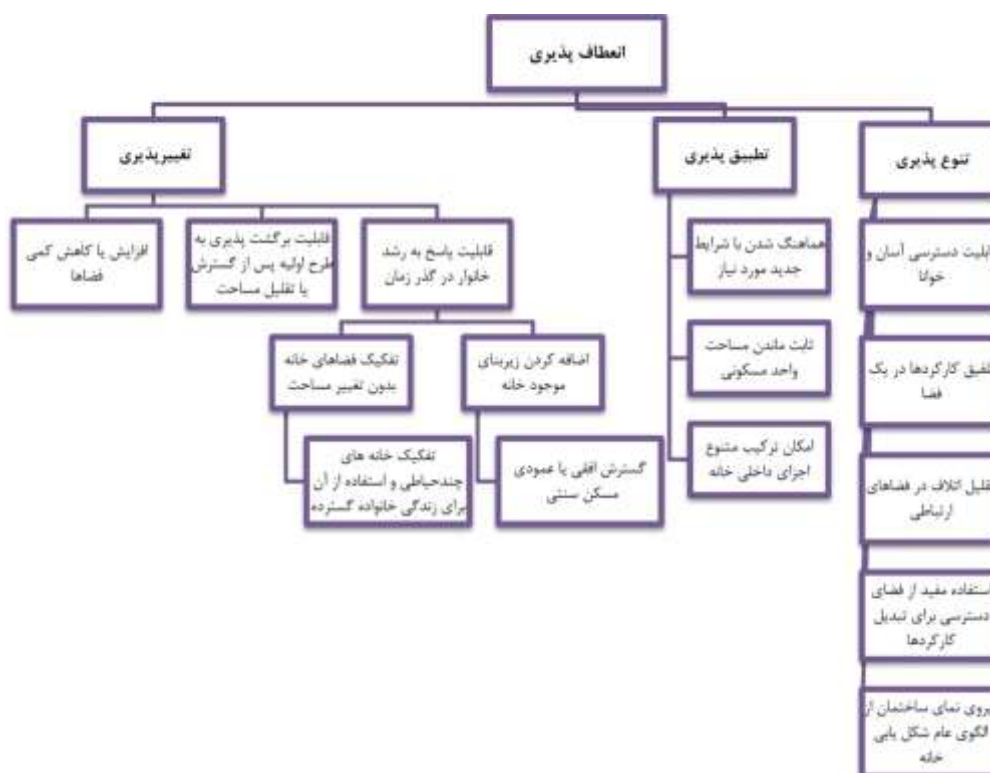 انعطاف پذیری
تنوع پذیری
تطبیق پذیری
تغییرپذیری
قابلیت دسترسی آسان و
خوانا
تلفیق کارکردها در یک
فضا
تقلیل اتلاف در فضاهای
ارتباطی
استفاده مفید از فضای
دسترسی برای تبدیل
کارکردها
پیروی نمای ساختمان از
الگوی عام شکل یابی
خانه
هماهنگ شدن با شرایط
جدید مورد نیاز
ثابت ماندن مساحت
واحد مسکونی
امکان ترکیب متنوع
اجزای داخلی خانه
قابلیت پاسخ به رشد
خانوار در گذر زمان
قابلیت برگشت پذیری به
طرح اولیه پس از گسترش
یا تقلیل مساحت
افزایش یا کاهش کمی
فضاها
اضافه کردن زیربنای
موجود خانه
تفکیک فضاهای خانه
بدون تغییر مساحت
گسترش افقی یا عمودی
مسکن سنتی
تفکیک خانه های
چندحیاطی و استفاده از آن
برای زندگی خانواده گسترده